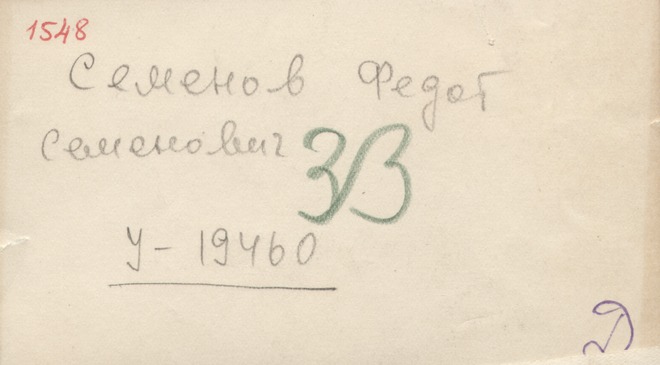 1548
Семенов Федот
Семенович
ЗВ
У-19460
Д